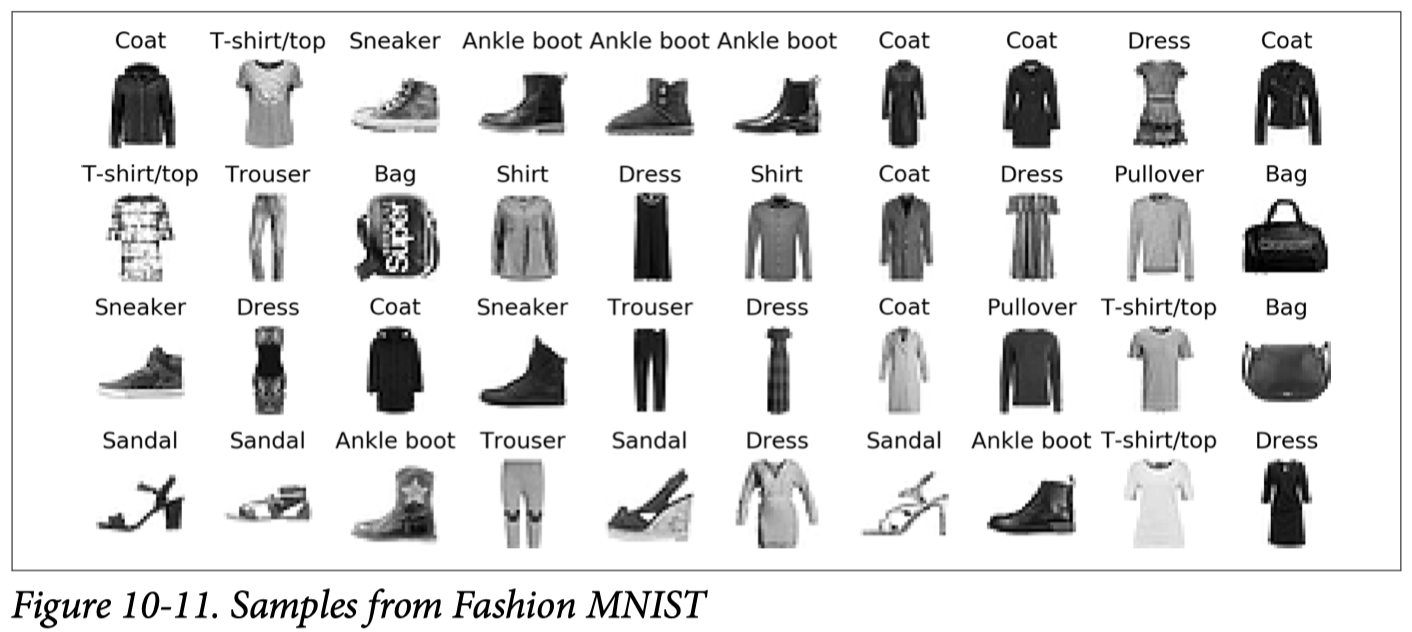 Coat T-shirt/top Sneaker Ankle boot Ankle boot Ankle boot Coat Coat Dress Coat
T-shirt/top Trouser Bag Shirt Dress Shirt Coat Dress Pullover Bag
Super
Sneaker Dress Coat Sneaker Trouser Dress Coat Pullover T-shirt/top Bag
Sandal Sandal Ankle boot Trouser Sandal Dress Sandal Ankle boot T-shirt/top Dress
Figure 10-11. Samples from Fashion MNIST